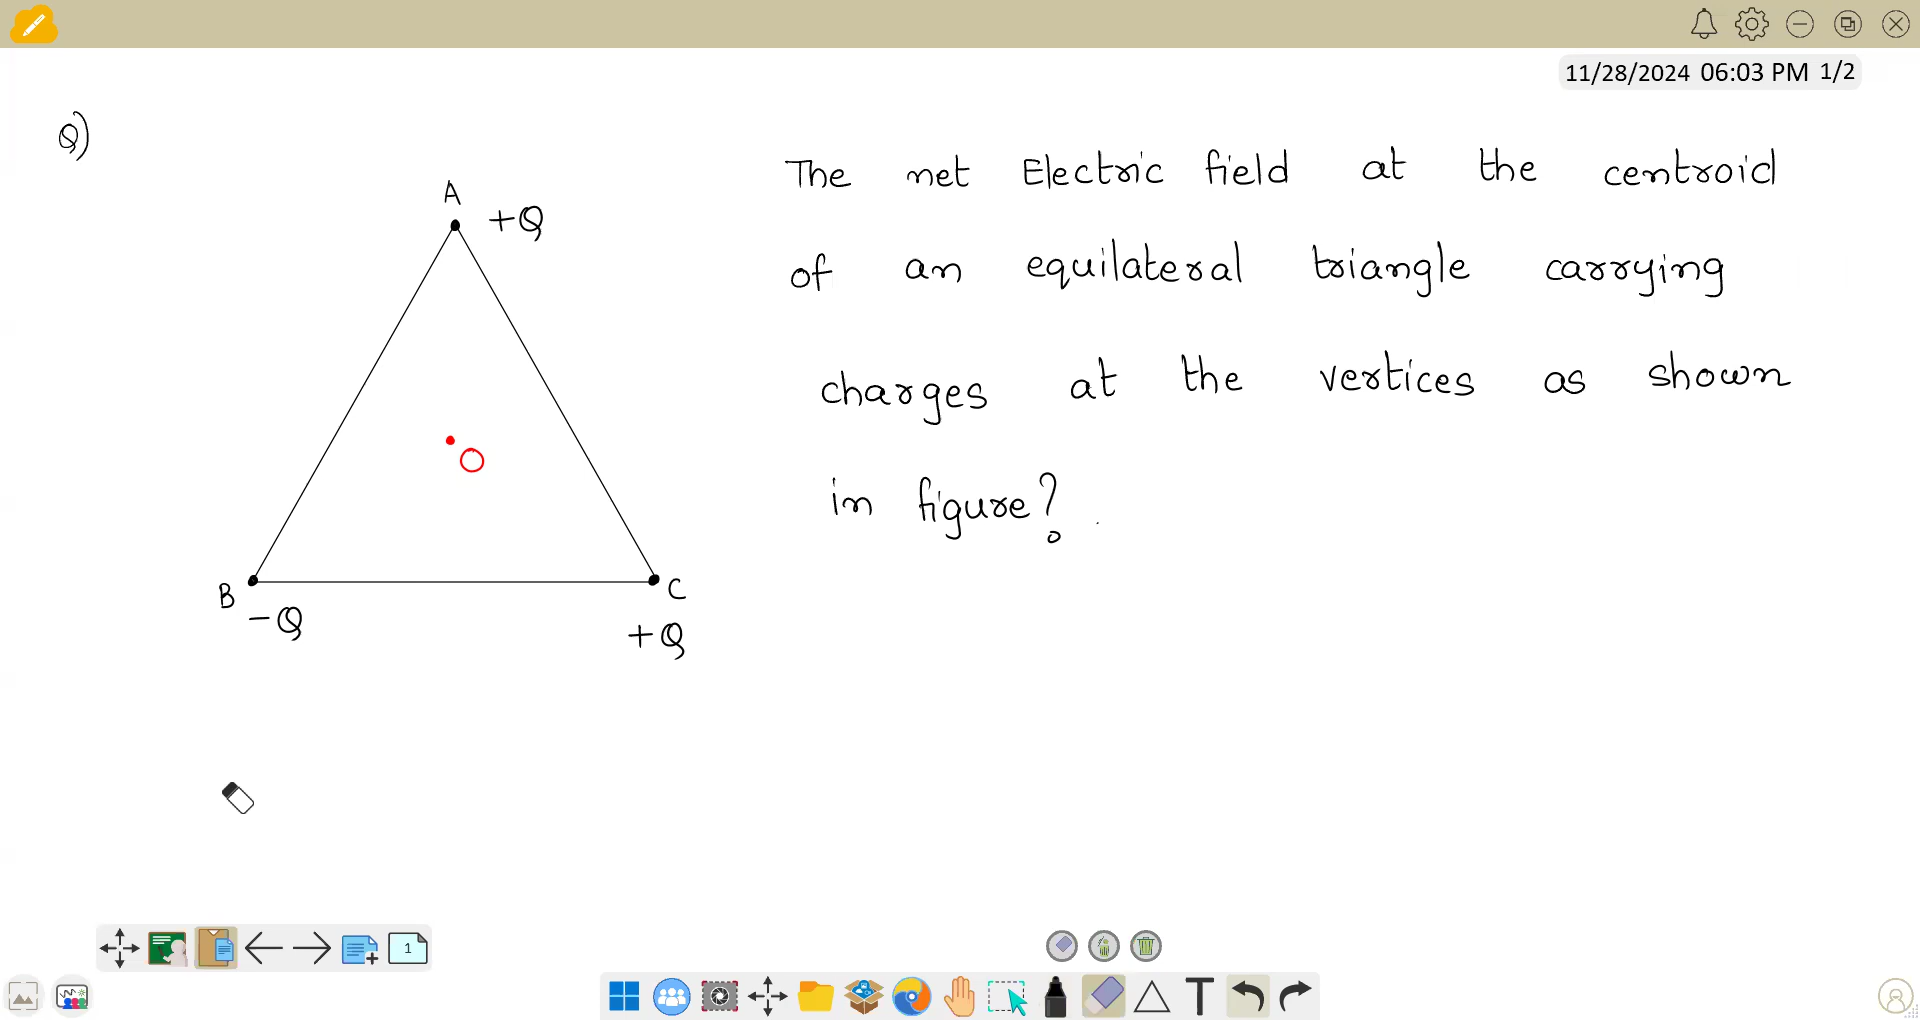 11/28/2024 06:03 PM 1/2
Q)
The net Electric field at the centroid
of an equilateral triangle carrying
charges at the vertices as shown
in figure?
A
+Q
O
B
-Q
C
+Q
1
T